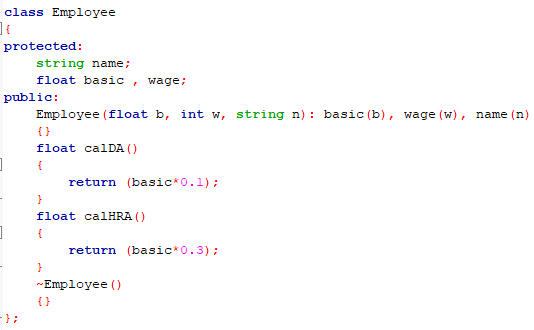 class Employee
{
protected:
    string name;
    float basic , wage;
public:
    Employee(float b, int w, string n): basic(b), wage(w), name(n)
    {}
    float calDA()
    {
        return (basic*0.1);
    }
    float calHRA()
    {
        return (basic*0.3);
    }
    ~Employee()
    {}
};